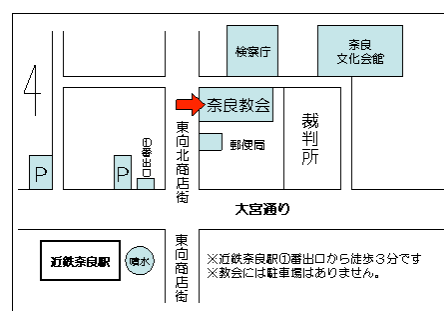 検察庁
奈良
文化会館
4
奈良教会
裁判所
郵便局
①番出口
東向北商店街
P
P
大宮通り
近鉄奈良駅
噴水
東向商店街
※近鉄奈良駅①番出口から徒歩3分です
※教会には駐車場はありません。